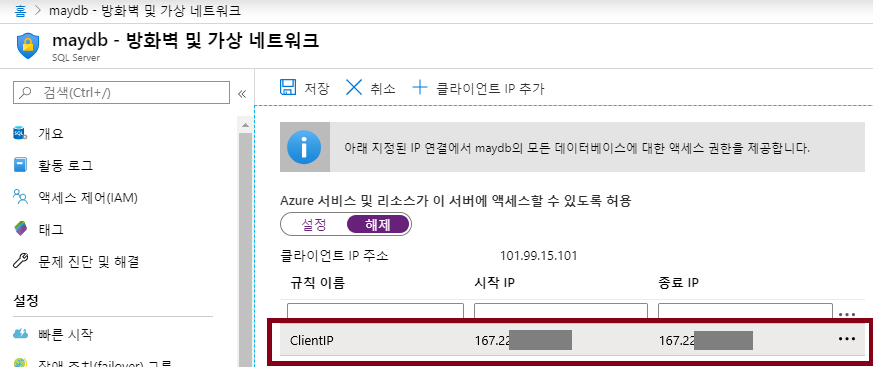 홈 > maydb - 방화벽 및 가상 네트워크
maydb - 방화벽 및 가상 네트워크
SQL Server
검색(Ctrl+/)
«
개요
활동 로그
액세스 제어(IAM)
태그
문제 진단 및 해결
설정
빠른 시작
장애 조치(failover) 그룹
저장 취소 클라이언트 IP 추가
아래 지정된 IP 연결에서 maydb의 모든 데이터베이스에 대한 액세스 권한을 제공합니다.
Azure 서비스 및 리소스가 이 서버에 액세스할 수 있도록 허용
설정 해제
클라이언트 IP 주소 101.99.15.101
규칙 이름 시작 IP 종료 IP
...
ClientIP 167.22 167.22 ...